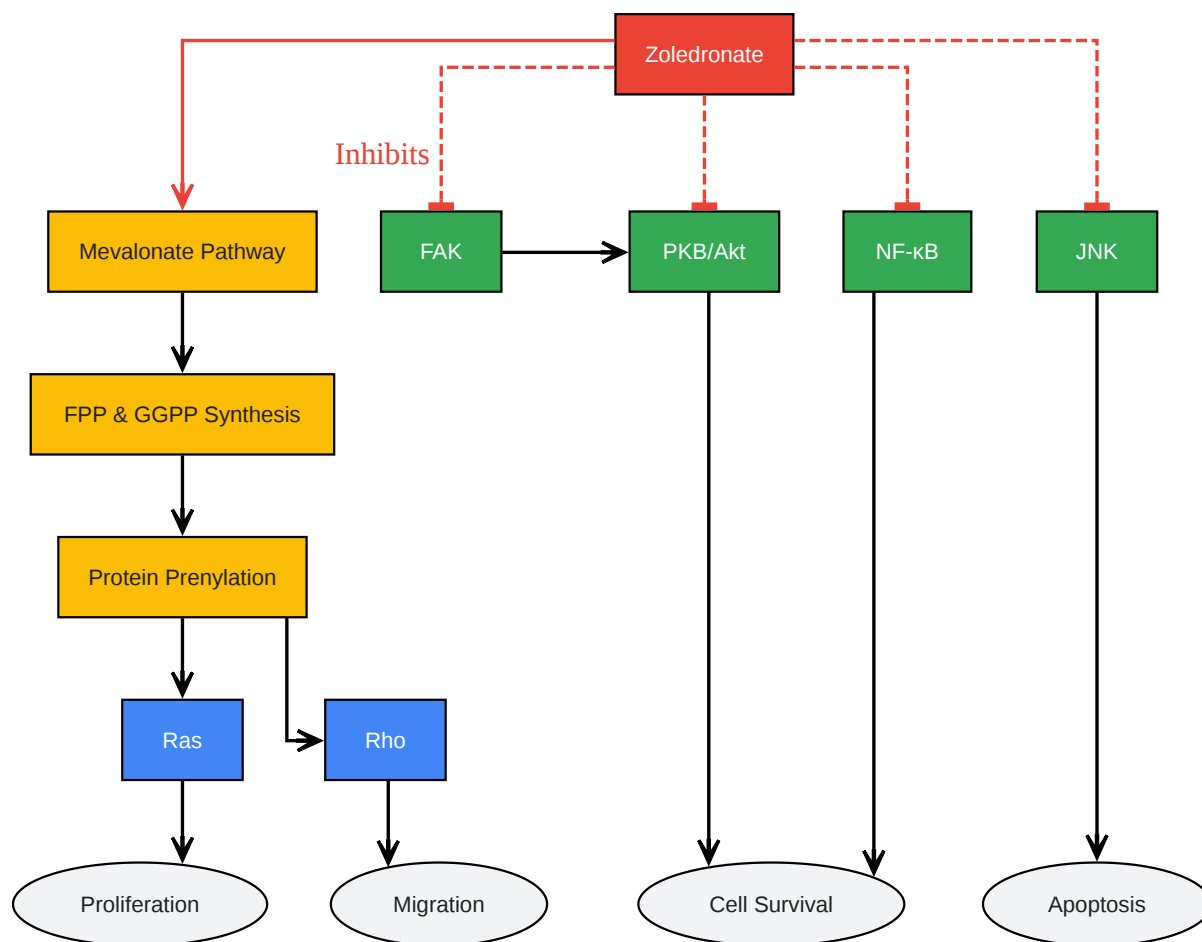 Zoledronate
Inhibits
Mevalonate Pathway
FAK
PKB/Akt
NF-κB
JNK
FPP & GGPP Synthesis
Protein Prenylation
Ras
Rho
Proliferation
Migration
Cell Survival
Apoptosis